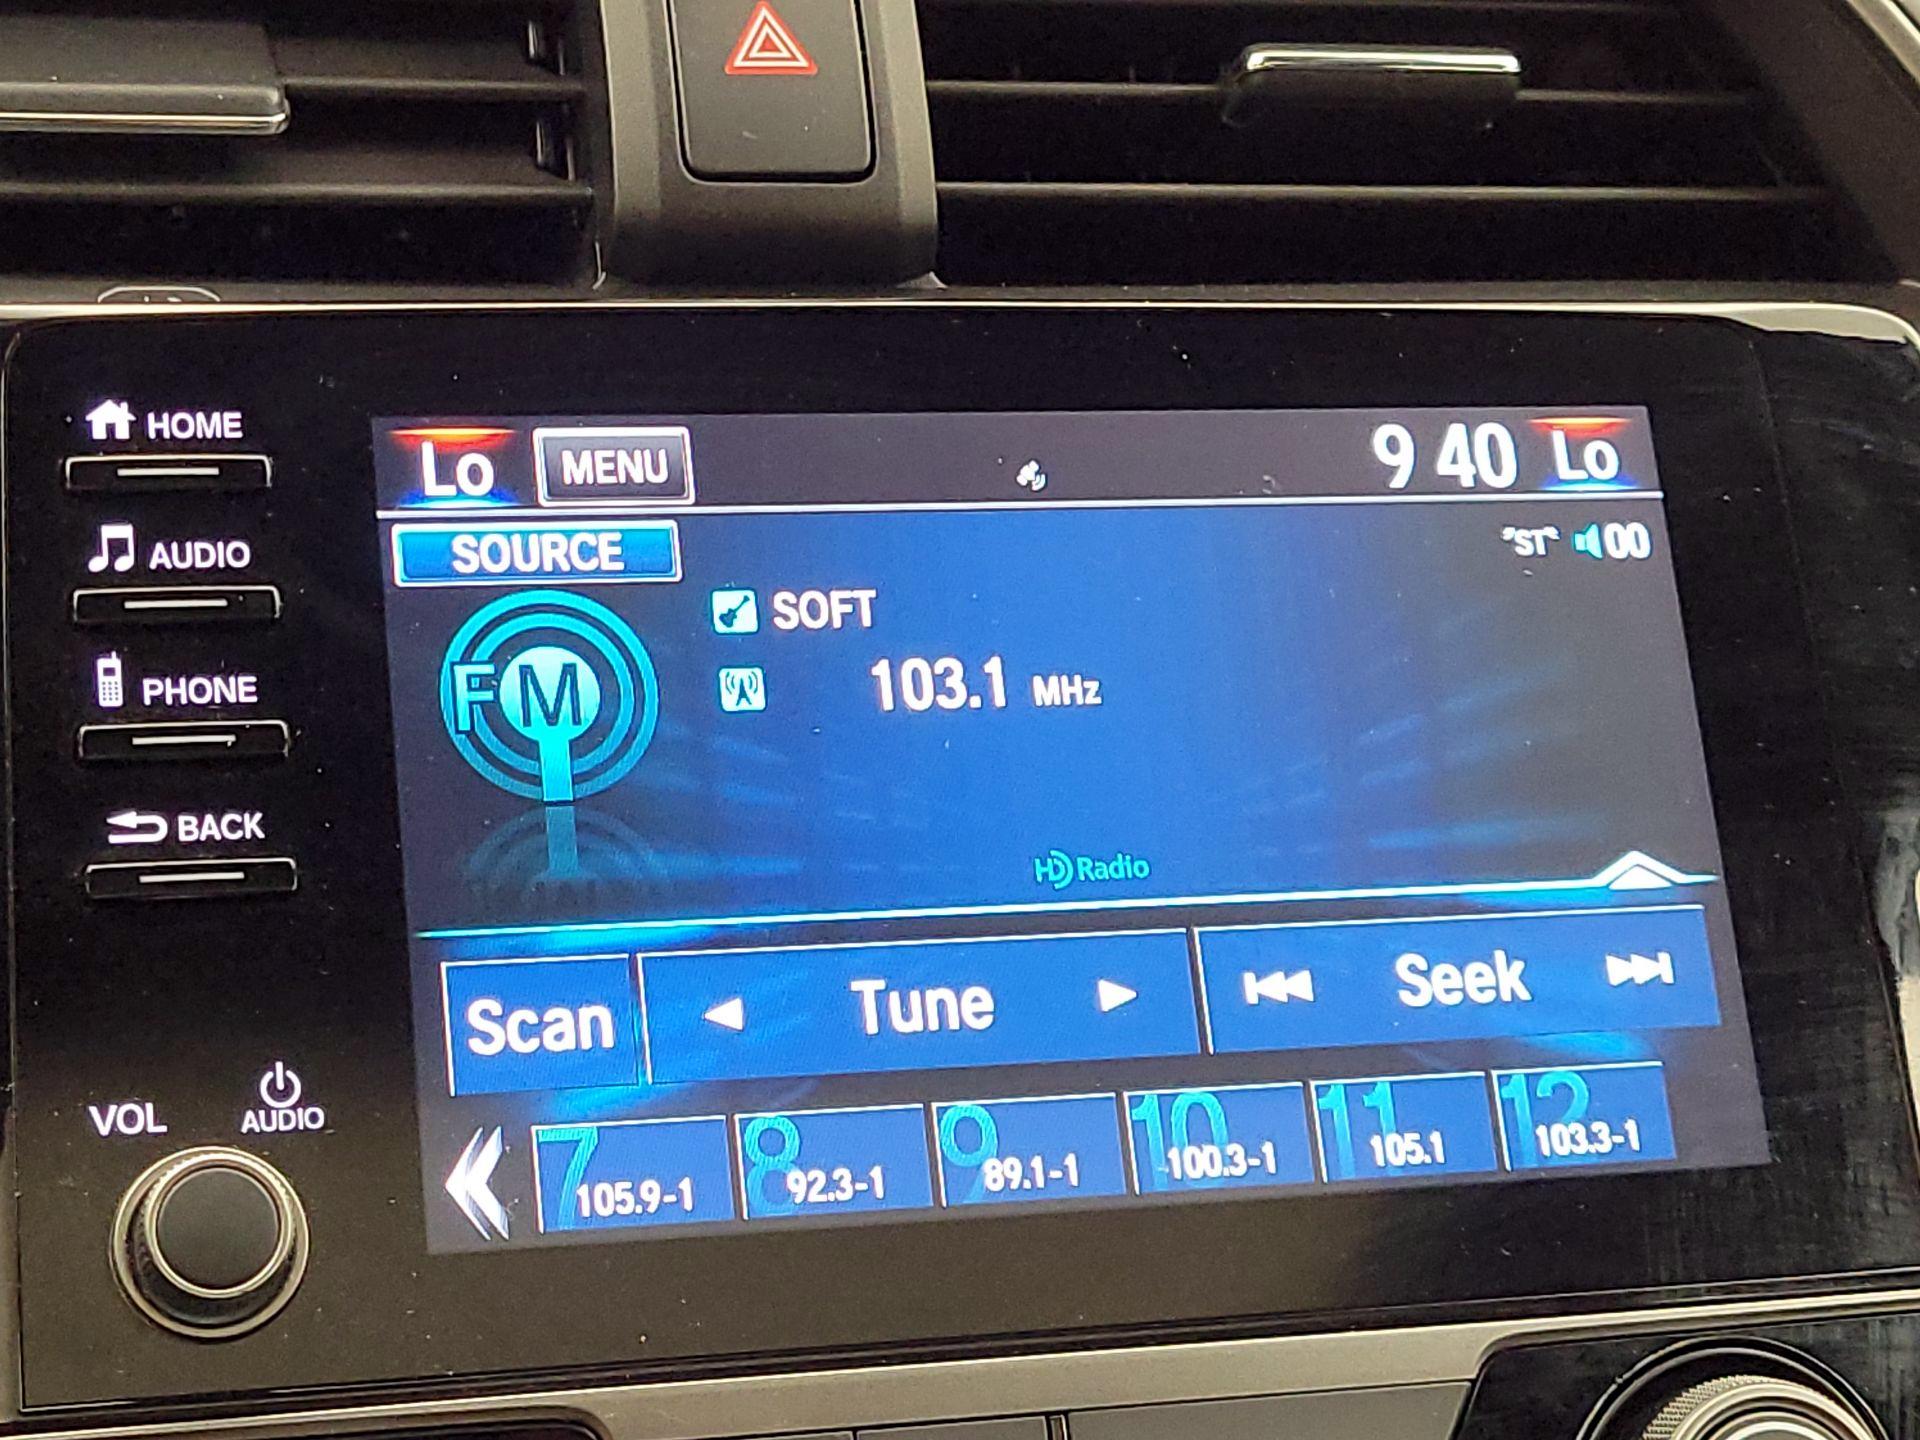 HOME
AUDIO
PHONE
BACK
VOL
AUDIO
Lo MENU 9 40 Lo
SOURCE "ST" 00
SOFT
FM
103.1 MHz
HD Radio
Scan Tune Seek
7 8 9 10 11 12
105.9-1 92.3-1 89.1-1 100.3-1 105.1 103.3-1